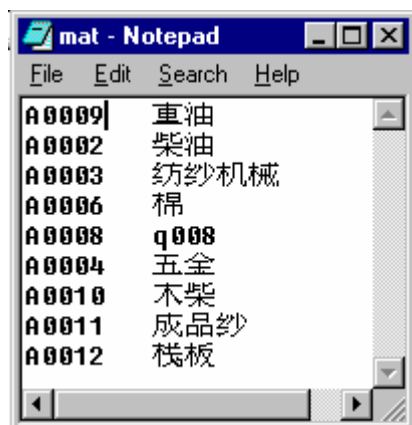 mat - Notepad
File Edit Search Help
A0009 重油
A0002 柴油
A0003 纺纱机械
A0006 棉
A0008 q008
A0004 五金
A0010 木柴
A0011 成品纱
A0012 栈板